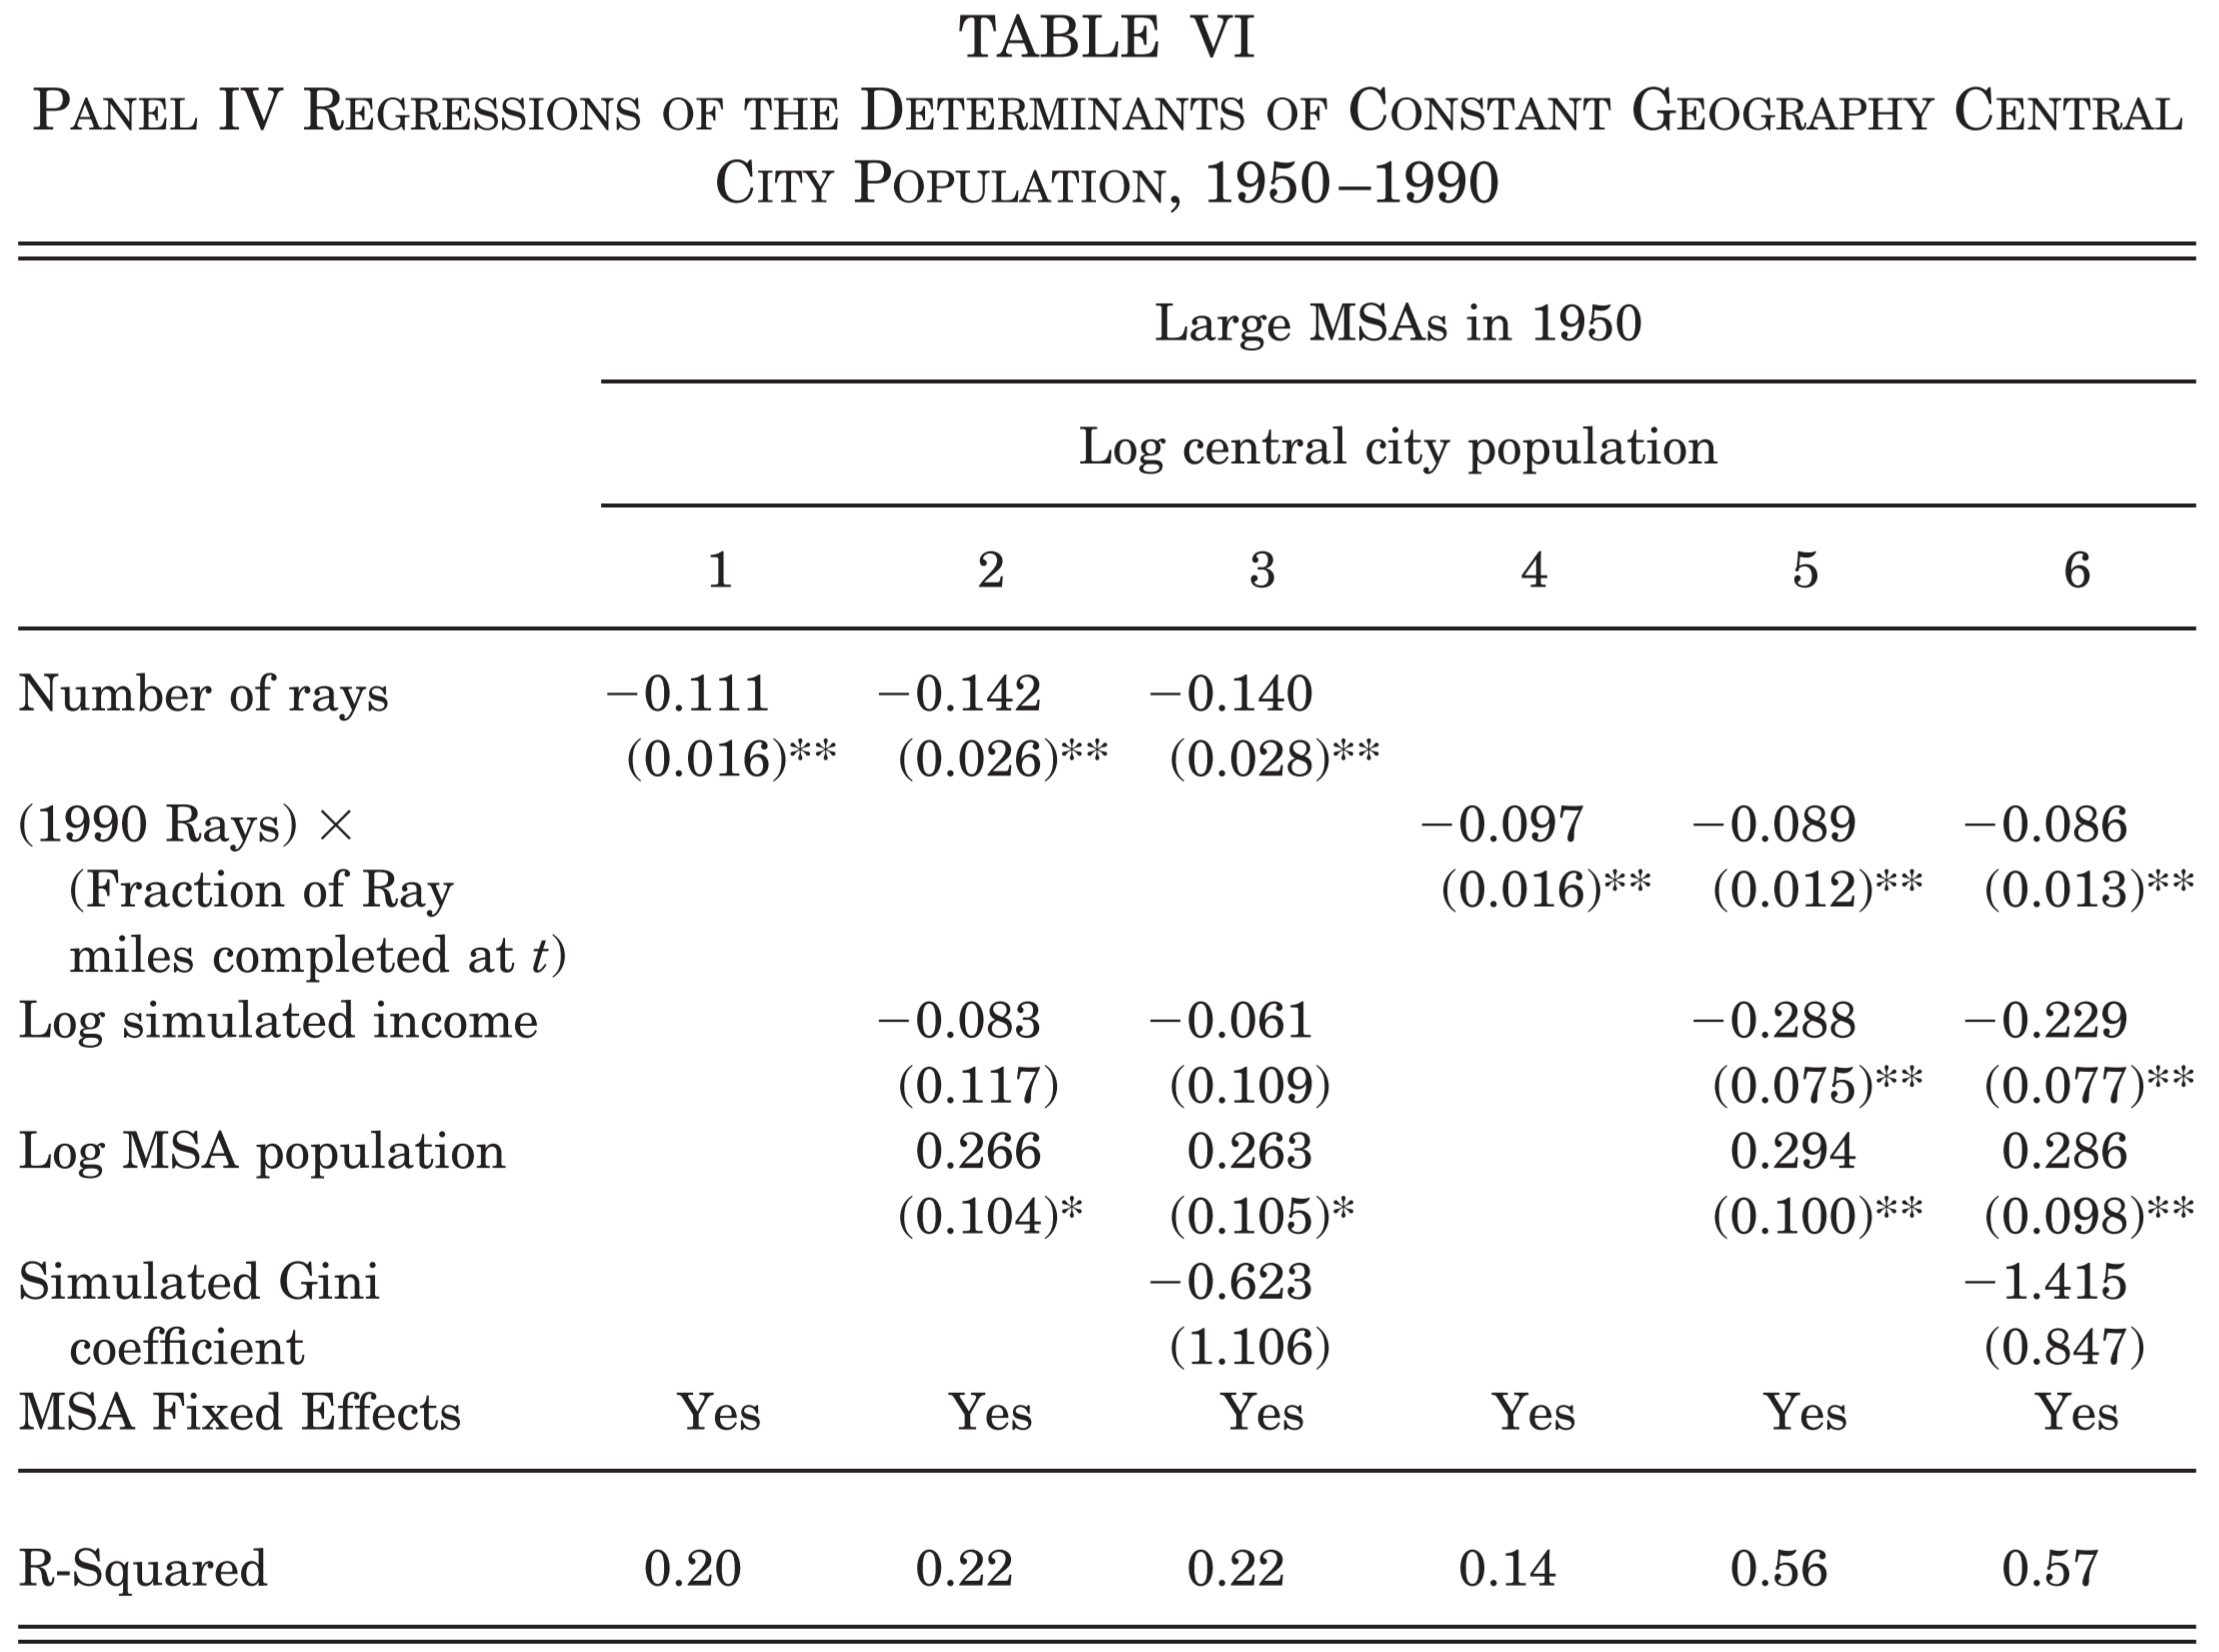 TABLE VI
PANEL IV REGRESSIONS OF THE DETERMINANTS OF CONSTANT GEOGRAPHY CENTRAL
CITY POPULATION, 1950–1990
Large MSAs in 1950
Log central city population
1 2 3 4 5 6
Number of rays −0.111 −0.142 −0.140
(0.016)** (0.026)** (0.028)**
(1990 Rays) × −0.097 −0.089 −0.086
(Fraction of Ray (0.016)** (0.012)** (0.013)**
miles completed at t)
Log simulated income −0.083 −0.061 −0.288 −0.229
(0.117) (0.109) (0.075)** (0.077)**
Log MSA population 0.266 0.263 0.294 0.286
(0.104)* (0.105)* (0.100)** (0.098)**
Simulated Gini −0.623 −1.415
coefficient (1.106) (0.847)
MSA Fixed Effects Yes Yes Yes Yes Yes Yes
R-Squared 0.20 0.22 0.22 0.14 0.56 0.57